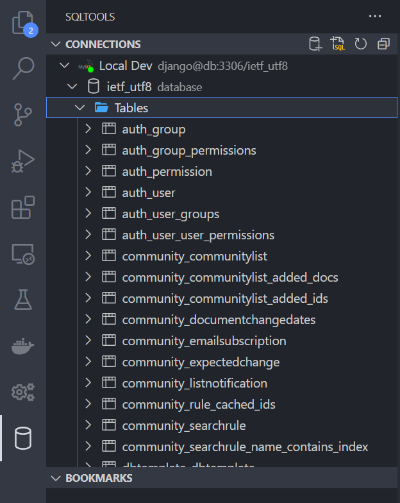 SQLTOOLS
2
CONNECTIONS
Local Dev django@db:3306/ietf_utf8
ietf_utf8 database
Tables
auth_group
auth_group_permissions
auth_permission
auth_user
auth_user_groups
auth_user_user_permissions
community_communitylist
community_communitylist_added_docs
community_communitylist_added_ids
community_documentchangedates
community_emailsubscription
community_expectedchange
community_listnotification
community_rule_cached_ids
community_searchrule
community_searchrule_name_contains_index
dbtemplate_dbtemplate
BOOKMARKS